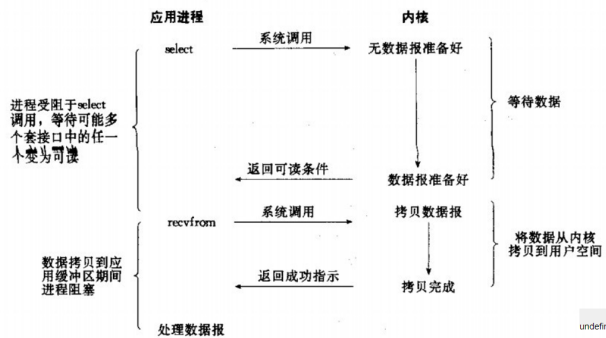 应用进程
内核
select
系统调用
无数据报准备好
进程受阻于select
调用，等待可能多
个套接口中的任一
个变为可读
等待数据
返回可读条件
数据报准备好
recvfrom
系统调用
拷贝数据报
数据拷贝到应
用缓冲区期间
进程阻塞
将数据从内核
拷贝到用户空间
返回成功指示
拷贝完成
处理数据报
undefin